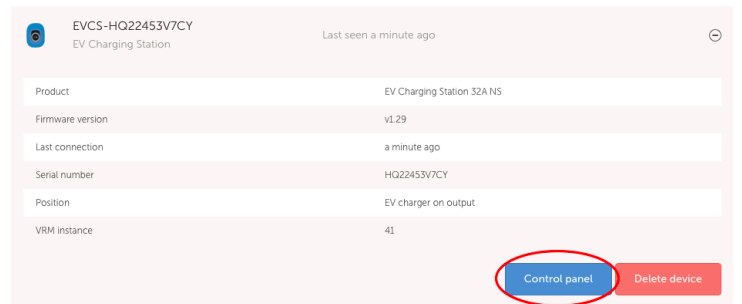 EVCS-HQ22453V7CY
EV Charging Station
Last seen a minute ago
Product EV Charging Station 32A NS
Firmware version v1.29
Last connection a minute ago
Serial number HQ22453V7CY
Position EV charger on output
VRM instance 41
Control panel Delete device